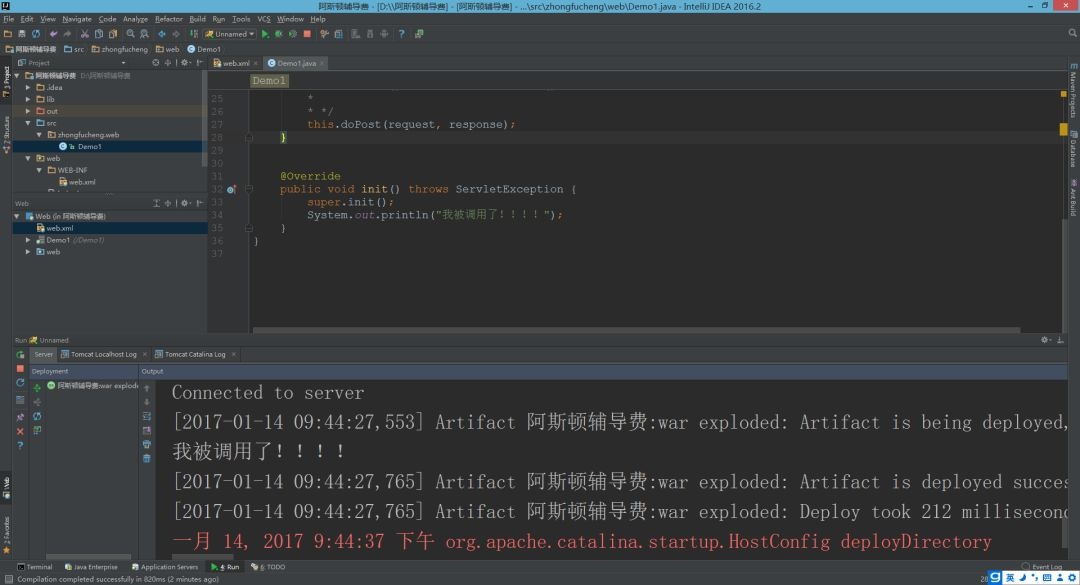 阿斯顿辅导费 - [D:\阿斯顿辅导费] - [阿斯顿辅导费] - ...\src\zhongfucheng\web\Demo1.java - IntelliJ IDEA 2016.2
File Edit View Navigate Code Analyze Refactor Build Run Tools VCS Window Help
Unnamed
阿斯顿辅导费 src zhongfucheng web Demo1
Project
web.xml Demo1.java
阿斯顿辅导费 D:\阿斯顿辅导费
.idea
lib
out
src
zhongfucheng.web
Demo1
web
WEB-INF
web.xml
Web
Web (in 阿斯顿辅导费)
web.xml
Demo1 (/Demo1)
web
1: Project
7: Structure
Web
2: Favorites
Demo1
25 *
26 * */
27 this.doPost(request, response);
28 }
29
30
31 @Override
32 public void init() throws ServletException {
33 super.init();
34 System.out.println("我被调用了!!!!");
35 }
36 }
37
Maven Projects
Database
Ant Build
Run Unnamed
Server Tomcat Localhost Log Tomcat Catalina Log
Deployment Output
阿斯顿辅导费:war explode
Connected to server
[2017-01-14 09:44:27,553] Artifact 阿斯顿辅导费:war exploded: Artifact is being deployed,
我被调用了!!!!
[2017-01-14 09:44:27,765] Artifact 阿斯顿辅导费:war exploded: Artifact is deployed succes
[2017-01-14 09:44:27,765] Artifact 阿斯顿辅导费:war exploded: Deploy took 212 millisecond
一月 14, 2017 9:44:37 下午 org.apache.catalina.startup.HostConfig deployDirectory
Terminal Java Enterprise Application Servers 4: Run 6: TODO Event Log
Compilation completed successfully in 820ms (2 minutes ago)
英